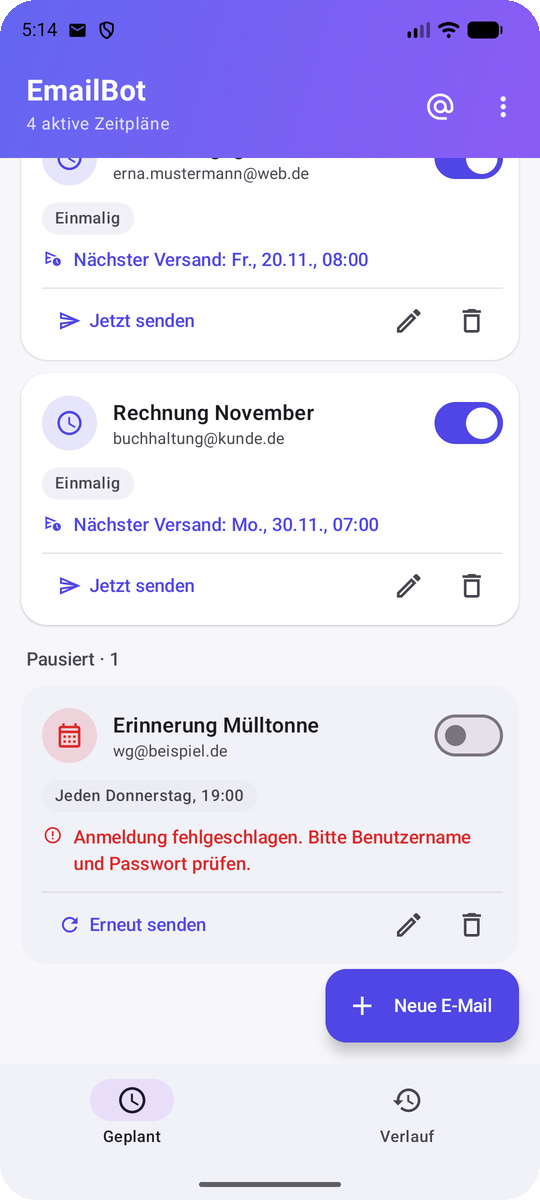 5:14
EmailBot
4 aktive Zeitpläne
erna.mustermann@web.de
Einmalig
Nächster Versand: Fr., 20.11., 08:00
Jetzt senden
Rechnung November
buchhaltung@kunde.de
Einmalig
Nächster Versand: Mo., 30.11., 07:00
Jetzt senden
Pausiert · 1
Erinnerung Mülltonne
wg@beispiel.de
Jeden Donnerstag, 19:00
Anmeldung fehlgeschlagen. Bitte Benutzername
und Passwort prüfen.
Erneut senden
Neue E-Mail
Geplant
Verlauf